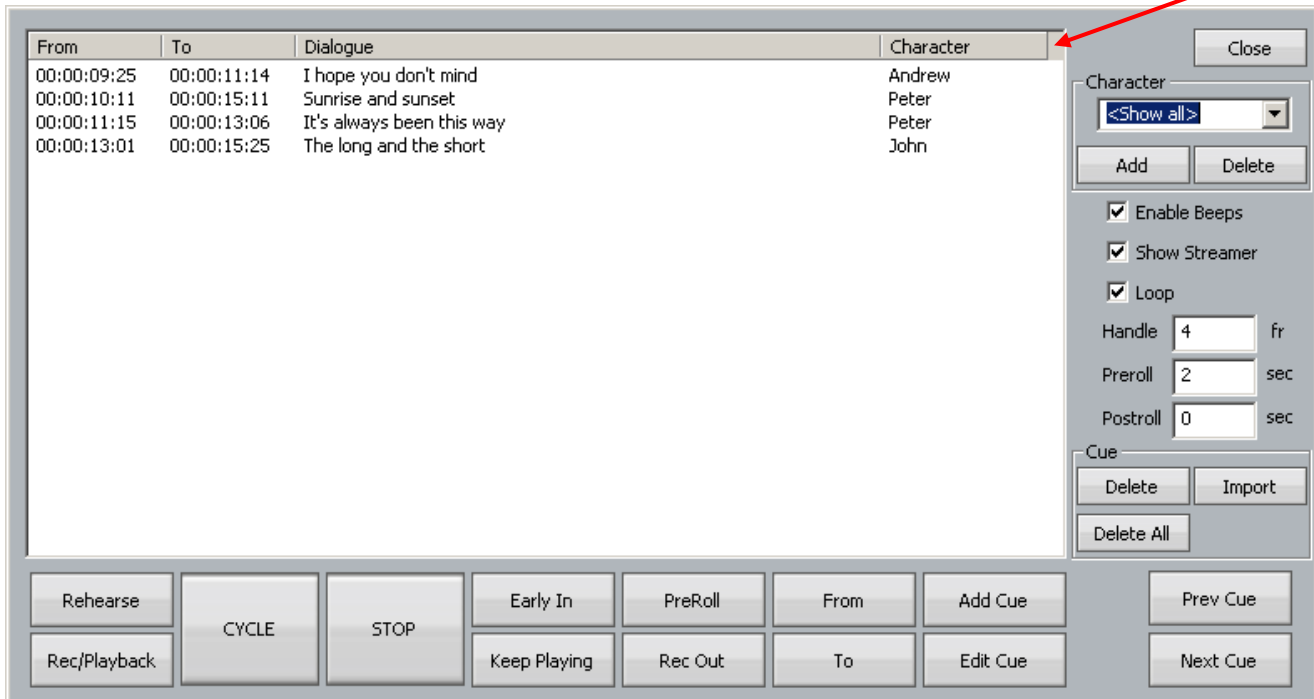 From To Dialogue Character
00:00:09:25 00:00:11:14 I hope you don't mind Andrew
00:00:10:11 00:00:15:11 Sunrise and sunset Peter
00:00:11:15 00:00:13:06 It's always been this way Peter
00:00:13:01 00:00:15:25 The long and the short John
Close
Character
<Show all>
Add Delete
Enable Beeps
Show Streamer
Loop
Handle 4 fr
Preroll 2 sec
Postroll 0 sec
Cue
Delete Import
Delete All
Rehearse CYCLE STOP Early In PreRoll From Add Cue Prev Cue
Rec/Playback Keep Playing Rec Out To Edit Cue Next Cue